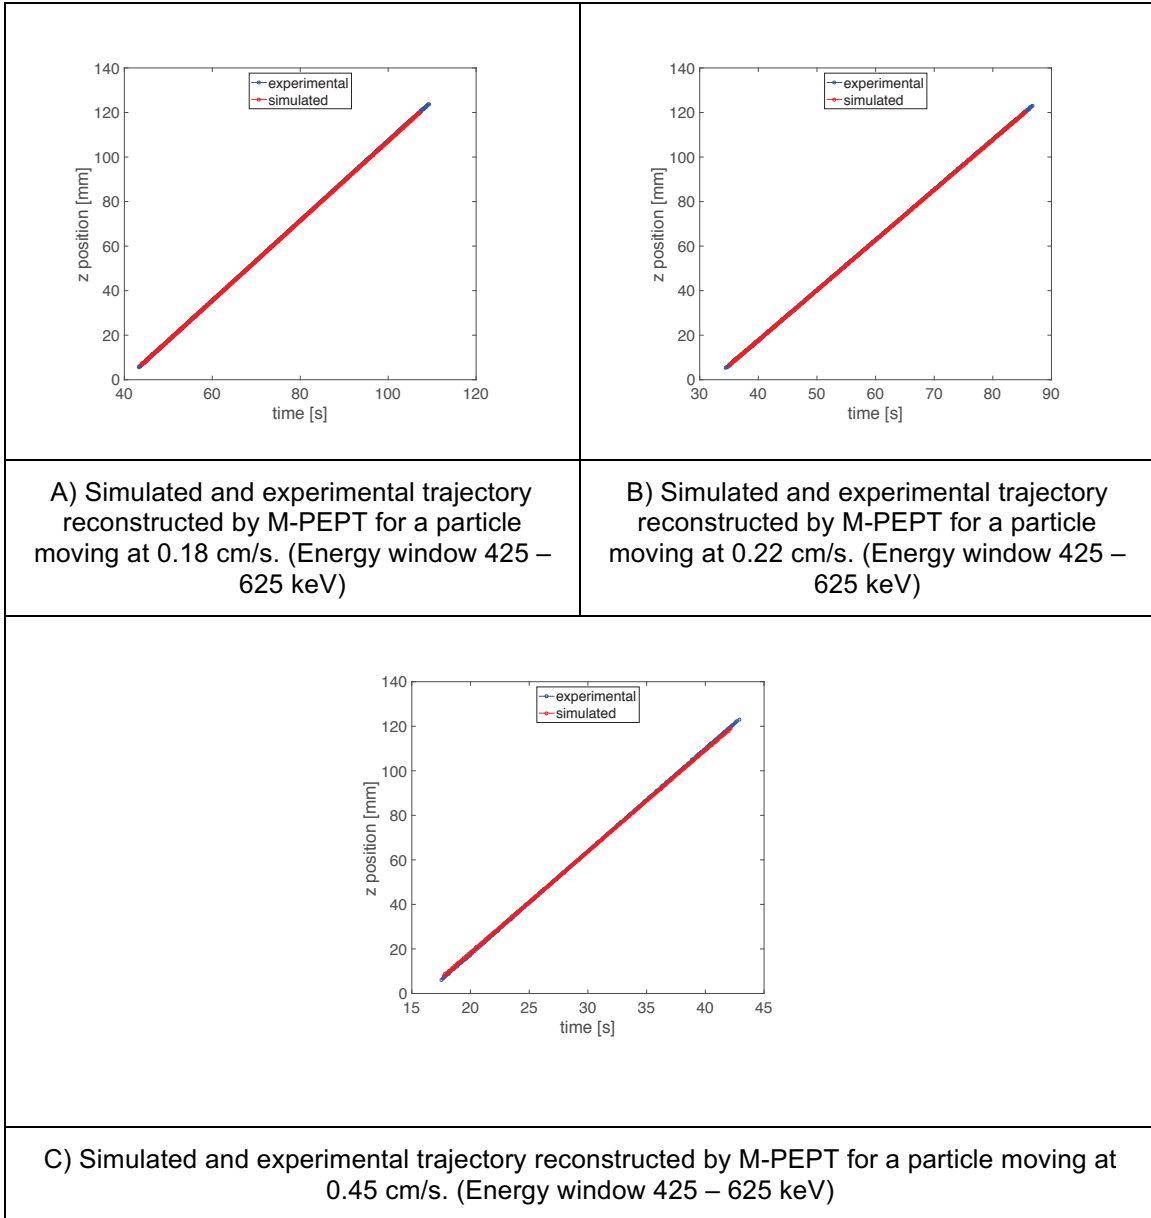 experimental
simulated
140
120
100
80
60
40
20
0
z position [mm]
40
60
80
100
120
time [s]
experimental
simulated
140
120
100
80
60
40
20
0
z position [mm]
30
40
50
60
70
80
90
time [s]
A) Simulated and experimental trajectory
reconstructed by M-PEPT for a particle
moving at 0.18 cm/s. (Energy window 425 –
625 keV)
B) Simulated and experimental trajectory
reconstructed by M-PEPT for a particle
moving at 0.22 cm/s. (Energy window 425 –
625 keV)
experimental
simulated
140
120
100
80
60
40
20
0
z position [mm]
15
20
25
30
35
40
45
time [s]
C) Simulated and experimental trajectory reconstructed by M-PEPT for a particle moving at
0.45 cm/s. (Energy window 425 – 625 keV)